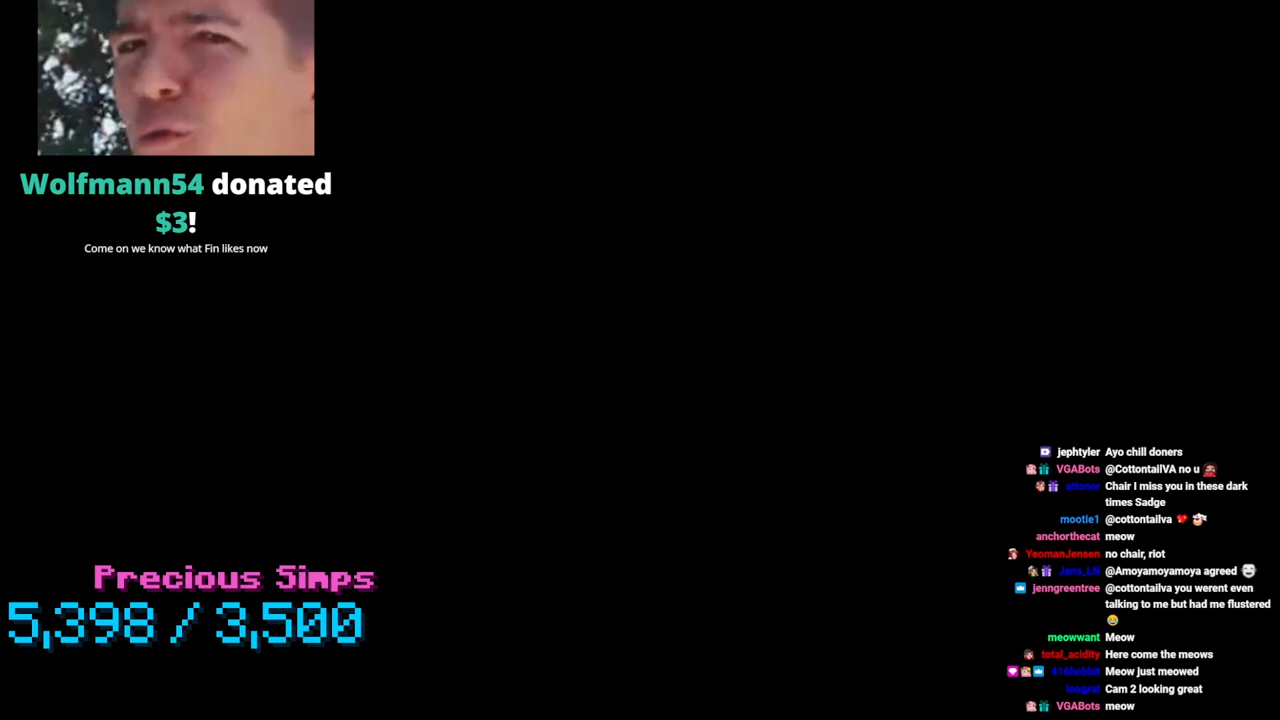 Wolfmann54 donated
$3!
Come on we know what Fin likes now
jephtyler Ayo chill doners
VGABots @CottontailVA no u
altonor Chair I miss you in these dark
times Sadge
mootie1 @cottontailva
anchorthecat meow
YeomanJensen no chair, riot
Jens_LN @Amoyamoyamoya agreed
jenngreentree @cottontailva you werent even
talking to me but had me flustered
meowwant Meow
total_acidity Here come the meows
416hobbit Meow just meowed
Cam 2 looking great
VGABots meow
Precious Simps
5,398 / 3,500